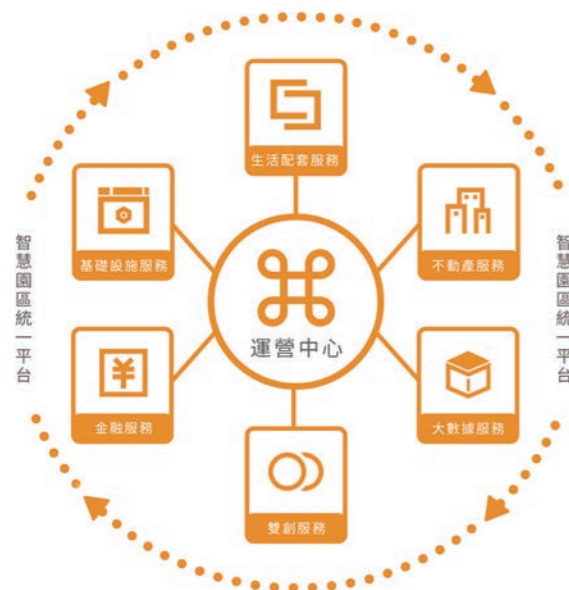 生活配套服務
基礎設施服務
不動產服務
智慧園區統一平台
運營中心
智慧園區統一平台
金融服務
大數據服務
雙創服務